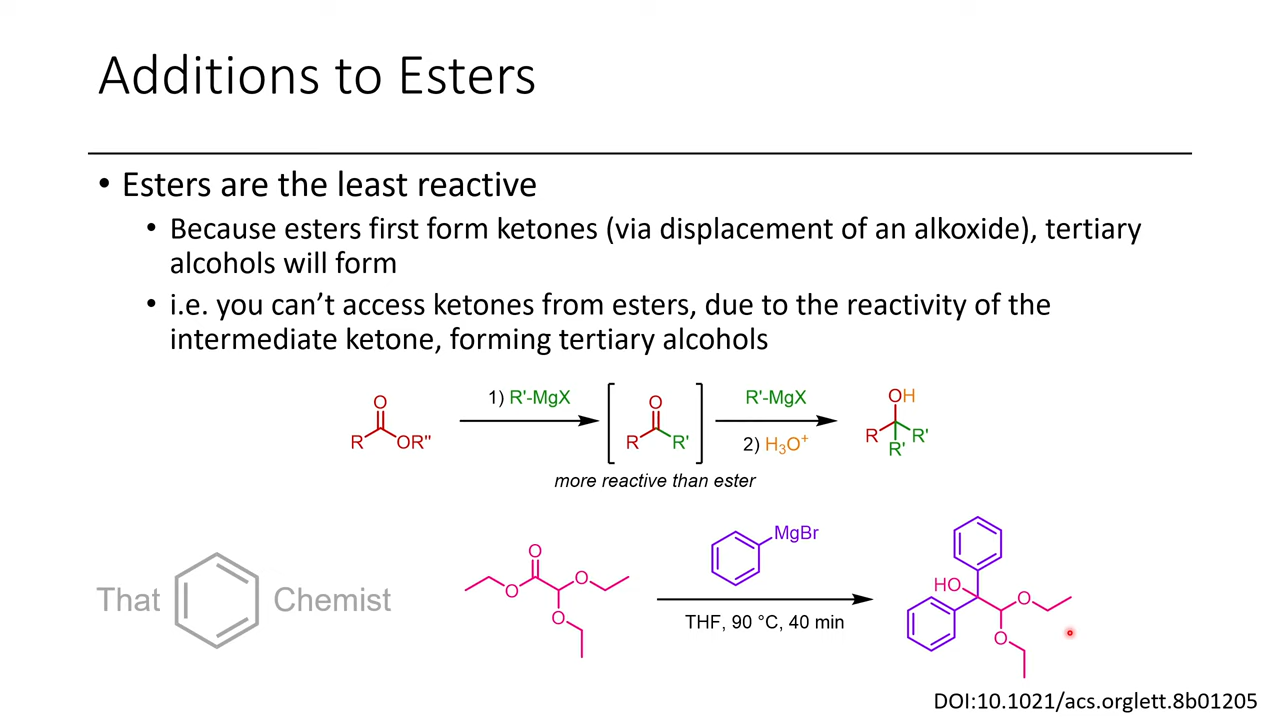 Additions to Esters
• Esters are the least reactive
• Because esters first form ketones (via displacement of an alkoxide), tertiary
alcohols will form
• i.e. you can’t access ketones from esters, due to the reactivity of the
intermediate ketone, forming tertiary alcohols
O
R
OR"
1) R'-MgX
O
R
R'
more reactive than ester
R'-MgX
2) H₃O⁺
OH
R
R'
R'
That Chemist
O
O
O
O
MgBr
THF, 90 °C, 40 min
HO
O
O
DOI:10.1021/acs.orglett.8b01205